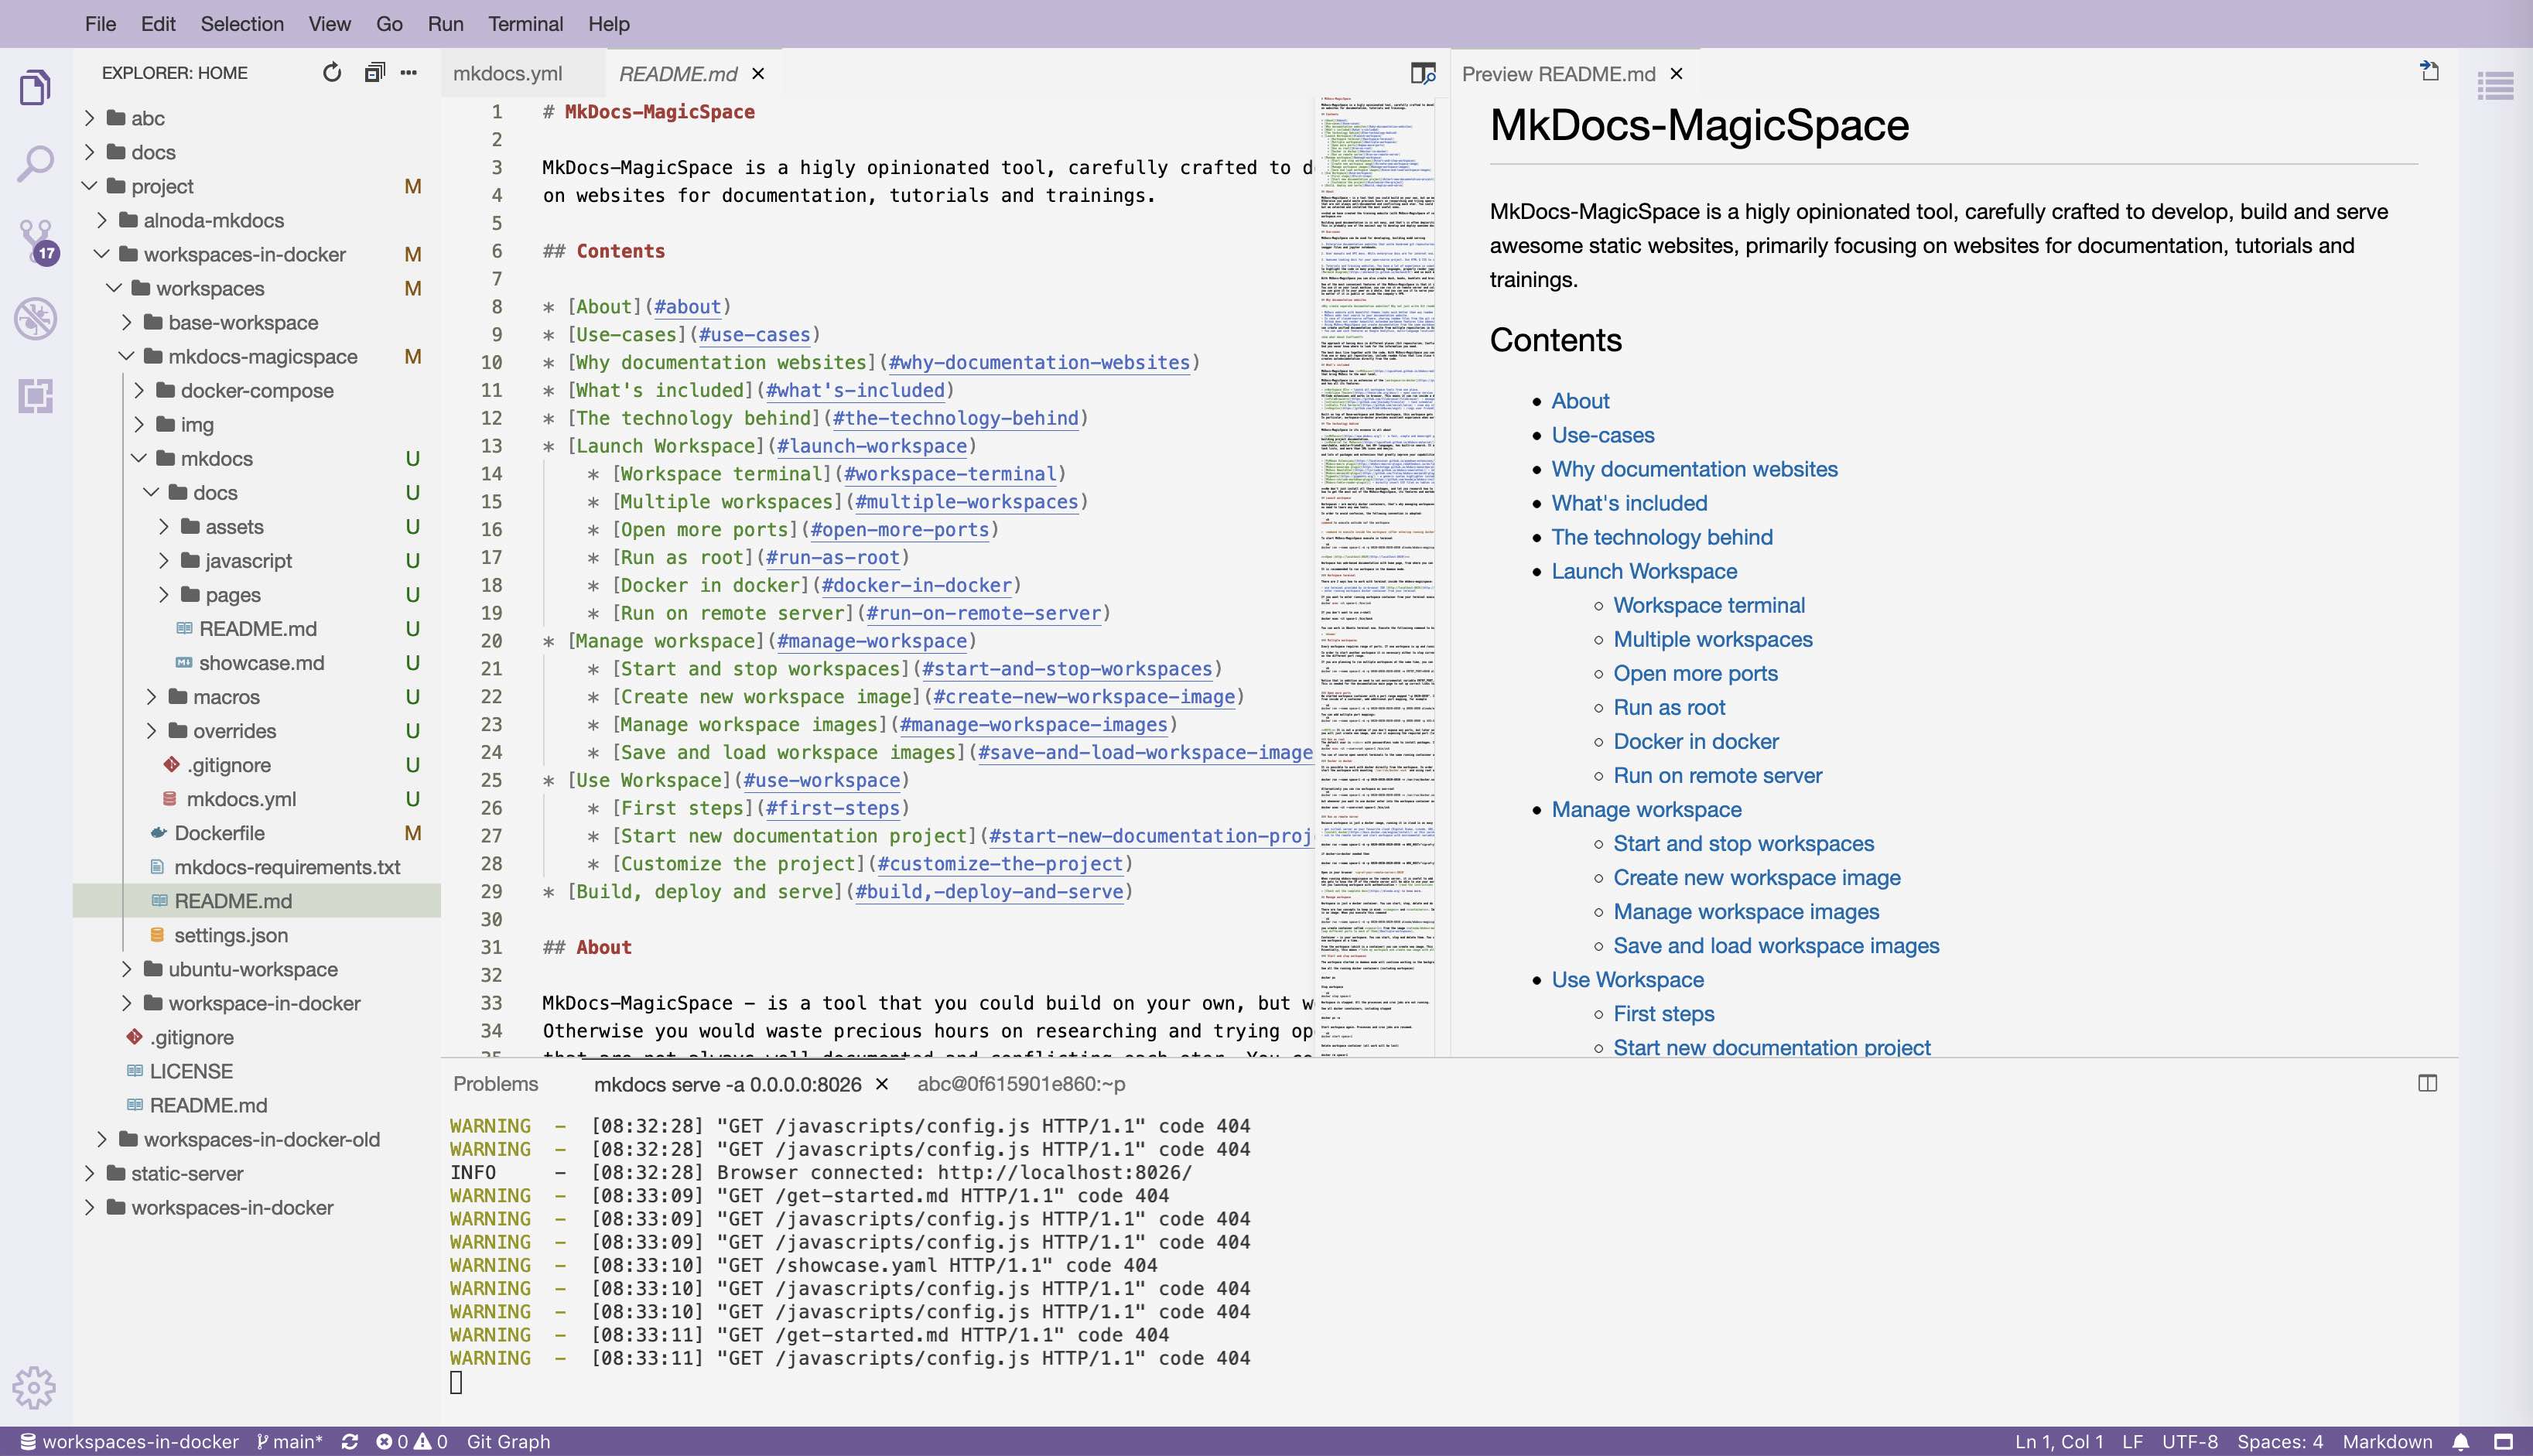 File Edit Selection View Go Run Terminal Help
EXPLORER: HOME
abc
docs
project M
alnoda-mkdocs
workspaces-in-docker M
workspaces M
base-workspace
mkdocs-magicspace M
docker-compose
img
mkdocs U
docs U
assets U
javascript U
pages U
README.md U
showcase.md U
macros U
overrides U
.gitignore U
mkdocs.yml U
Dockerfile M
mkdocs-requirements.txt
README.md
settings.json
ubuntu-workspace
workspace-in-docker
.gitignore
LICENSE
README.md
workspaces-in-docker-old
static-server
workspaces-in-docker
17
mkdocs.yml README.md
1 # MkDocs-MagicSpace
2
3 MkDocs-MagicSpace is a higly opinionated tool, carefully crafted to d
4 on websites for documentation, tutorials and trainings.
5
6 ## Contents
7
8 * [About](#about)
9 * [Use-cases](#use-cases)
10 * [Why documentation websites](#why-documentation-websites)
11 * [What's included](#what's-included)
12 * [The technology behind](#the-technology-behind)
13 * [Launch Workspace](#launch-workspace)
14 * [Workspace terminal](#workspace-terminal)
15 * [Multiple workspaces](#multiple-workspaces)
16 * [Open more ports](#open-more-ports)
17 * [Run as root](#run-as-root)
18 * [Docker in docker](#docker-in-docker)
19 * [Run on remote server](#run-on-remote-server)
20 * [Manage workspace](#manage-workspace)
21 * [Start and stop workspaces](#start-and-stop-workspaces)
22 * [Create new workspace image](#create-new-workspace-image)
23 * [Manage workspace images](#manage-workspace-images)
24 * [Save and load workspace images](#save-and-load-workspace-image
25 * [Use Workspace](#use-workspace)
26 * [First steps](#first-steps)
27 * [Start new documentation project](#start-new-documentation-proj
28 * [Customize the project](#customize-the-project)
29 * [Build, deploy and serve](#build,-deploy-and-serve)
30
31 ## About
32
33 MkDocs-MagicSpace – is a tool that you could build on your own, but w
34 Otherwise you would waste precious hours on researching and trying op
35 that are not always well documented and conflicting each oter. You co
Preview README.md
MkDocs-MagicSpace
MkDocs-MagicSpace is a higly opinionated tool, carefully crafted to develop, build and serve
awesome static websites, primarily focusing on websites for documentation, tutorials and
trainings.
Contents
About
Use-cases
Why documentation websites
What's included
The technology behind
Launch Workspace
Workspace terminal
Multiple workspaces
Open more ports
Run as root
Docker in docker
Run on remote server
Manage workspace
Start and stop workspaces
Create new workspace image
Manage workspace images
Save and load workspace images
Use Workspace
First steps
Start new documentation project
Problems mkdocs serve -a 0.0.0.0:8026 abc@0f615901e860:~p
WARNING - [08:32:28] "GET /javascripts/config.js HTTP/1.1" code 404
WARNING - [08:32:28] "GET /javascripts/config.js HTTP/1.1" code 404
INFO - [08:32:28] Browser connected: http://localhost:8026/
WARNING - [08:33:09] "GET /get-started.md HTTP/1.1" code 404
WARNING - [08:33:09] "GET /javascripts/config.js HTTP/1.1" code 404
WARNING - [08:33:09] "GET /javascripts/config.js HTTP/1.1" code 404
WARNING - [08:33:10] "GET /showcase.yaml HTTP/1.1" code 404
WARNING - [08:33:10] "GET /javascripts/config.js HTTP/1.1" code 404
WARNING - [08:33:10] "GET /javascripts/config.js HTTP/1.1" code 404
WARNING - [08:33:11] "GET /get-started.md HTTP/1.1" code 404
WARNING - [08:33:11] "GET /javascripts/config.js HTTP/1.1" code 404
workspaces-in-docker main* 0 0 Git Graph Ln 1, Col 1 LF UTF-8 Spaces: 4 Markdown